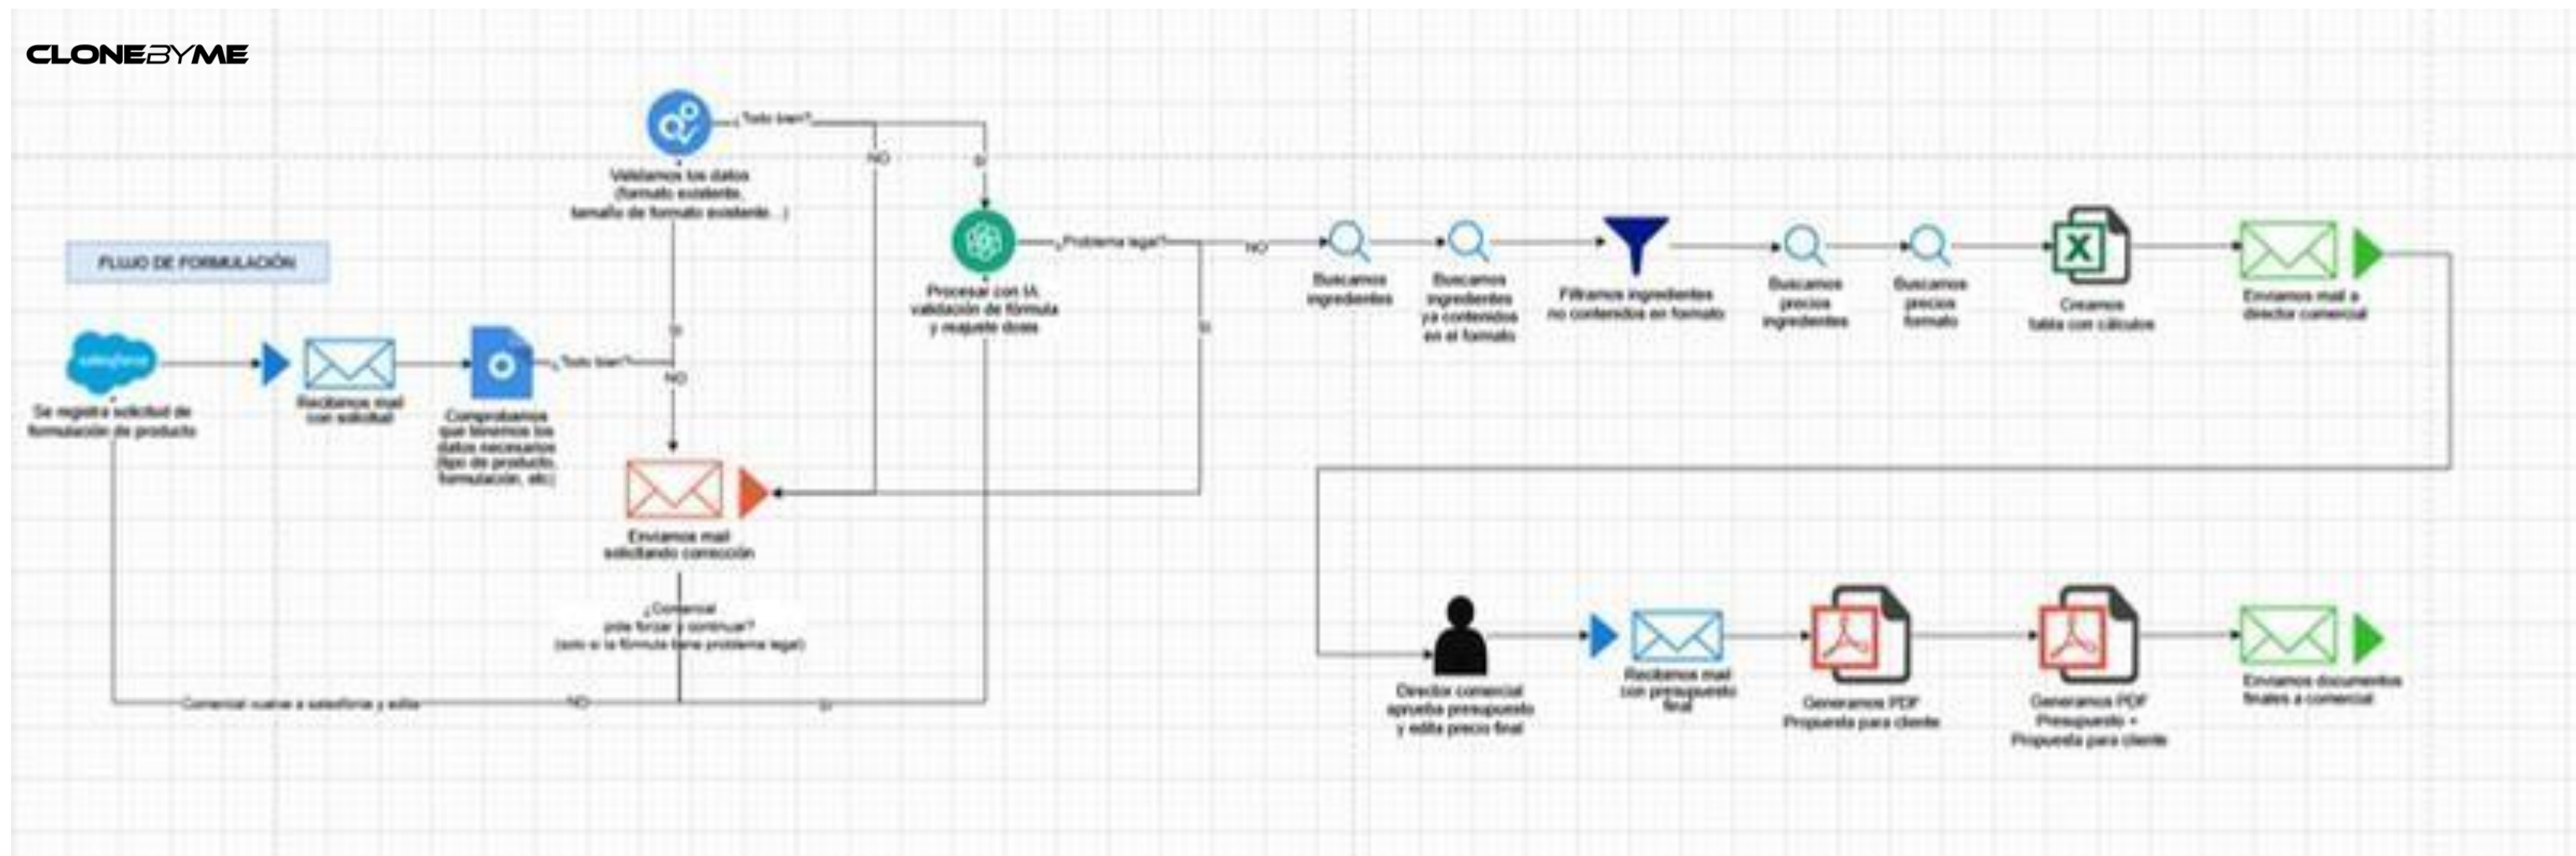 CLONEBYME
¿Todo bien?
NO
SI
Validamos los datos
(formato existente,
tamaño de formato existente...)
FLUJO DE FORMULACIÓN
¿Problema legal?
NO
SI
Procesar con IA:
validación de fórmula
y reajuste dosis
Buscamos
ingredientes
Buscamos
ingredientes
ya contenidos
en el formato
Filtramos ingredientes
no contenidos en formato
Buscamos
precios
ingredientes
Buscamos
precios
formato
Creamos
tabla con cálculos
Enviamos mail a
director comercial
salesforce
Se registra solicitud de
formulación de producto
Recibimos mail
con solicitud
Comprobamos
que tenemos los
datos necesarios
(tipo de producto,
formulación, etc)
¿Todo bien?
SI
NO
Enviamos mail
solicitando corrección
¿Comercial
pide forzar y continuar?
(solo si la fórmula tiene problema legal)
Comercial vuelve a salesforce y edita
NO
SI
Director comercial
aprueba presupuesto
y edita precio final
Recibimos mail
con presupuesto
final
Generamos PDF
Propuesta para cliente
Generamos PDF
Presupuesto +
Propuesta para cliente
Enviamos documentos
finales a comercial